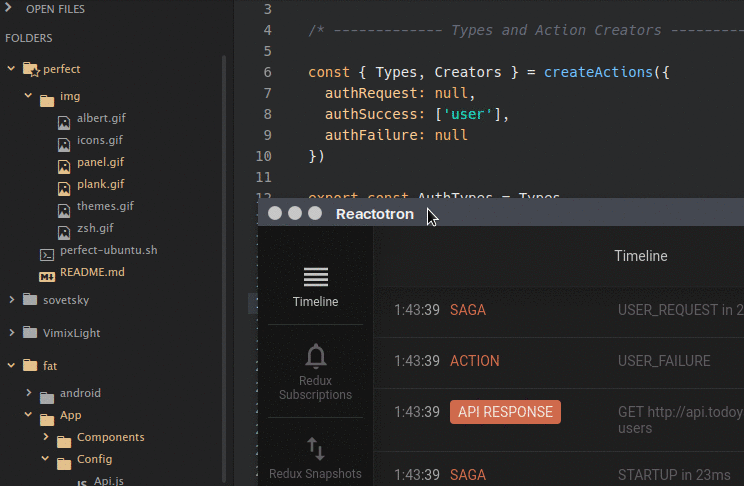 OPEN FILES
FOLDERS
perfect
img
albert.gif
icons.gif
panel.gif
plank.gif
themes.gif
zsh.gif
perfect-ubuntu.sh
README.md
sovetsky
VimixLight
fat
android
App
Components
Config
Api.js
3
4 /* ------------- Types and Action Creators ---------
5
6 const { Types, Creators } = createActions({
7 authRequest: null,
8 authSuccess: ['user'],
9 authFailure: null
10 })
11
12 export const AuthTypes = Types
Reactotron
Timeline
Redux
Subscriptions
Redux Snapshots
Timeline
1:43:39 SAGA USER_REQUEST in 2
1:43:39 ACTION USER_FAILURE
1:43:39 API RESPONSE GET http://api.todoy
users
1:43:39 SAGA STARTUP in 23ms